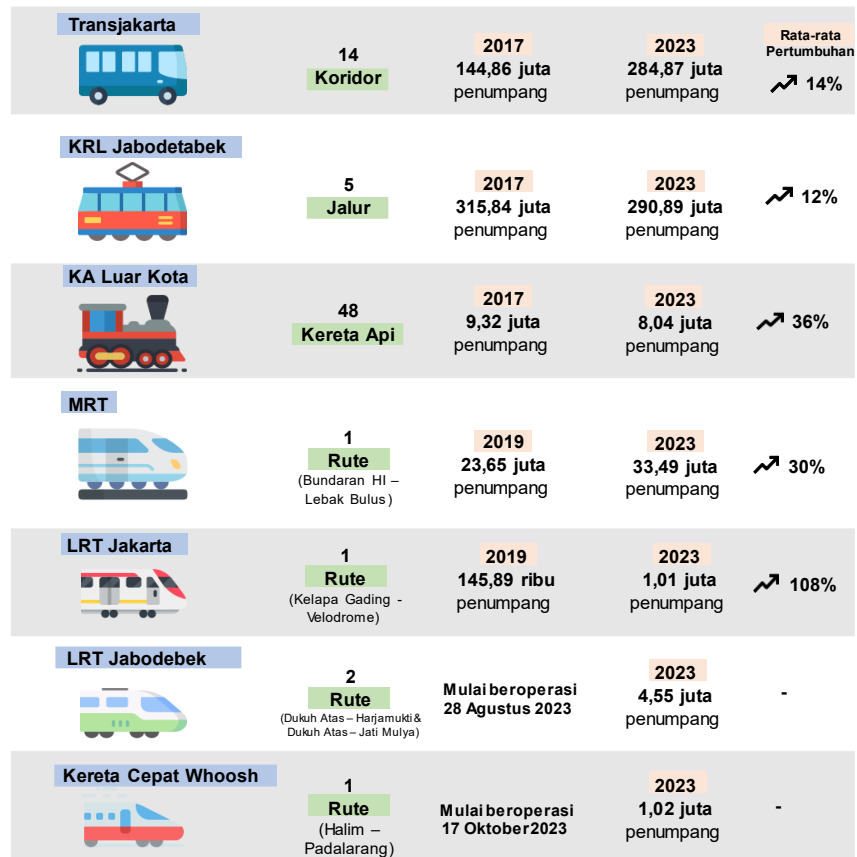 Transjakarta
14
Koridor
2017
144,86 juta
penumpang
2023
284,87 juta
penumpang
Rata-rata
Pertumbuhan
14%
KRL Jabodetabek
5
Jalur
2017
315,84 juta
penumpang
2023
290,89 juta
penumpang
12%
KA Luar Kota
48
Kereta Api
2017
9,32 juta
penumpang
2023
8,04 juta
penumpang
36%
MRT
1
Rute
(Bundaran HI –
Lebak Bulus)
2019
23,65 juta
penumpang
2023
33,49 juta
penumpang
30%
LRT Jakarta
1
Rute
(Kelapa Gading -
Velodrome)
2019
145,89 ribu
penumpang
2023
1,01 juta
penumpang
108%
LRT Jabodebek
2
Rute
(Dukuh Atas – Harjamukti &
Dukuh Atas – Jati Mulya)
Mulai beroperasi
28 Agustus 2023
2023
4,55 juta
penumpang
-
Kereta Cepat Whoosh
1
Rute
(Halim –
Padalarang)
Mulai beroperasi
17 Oktober 2023
2023
1,02 juta
penumpang
-